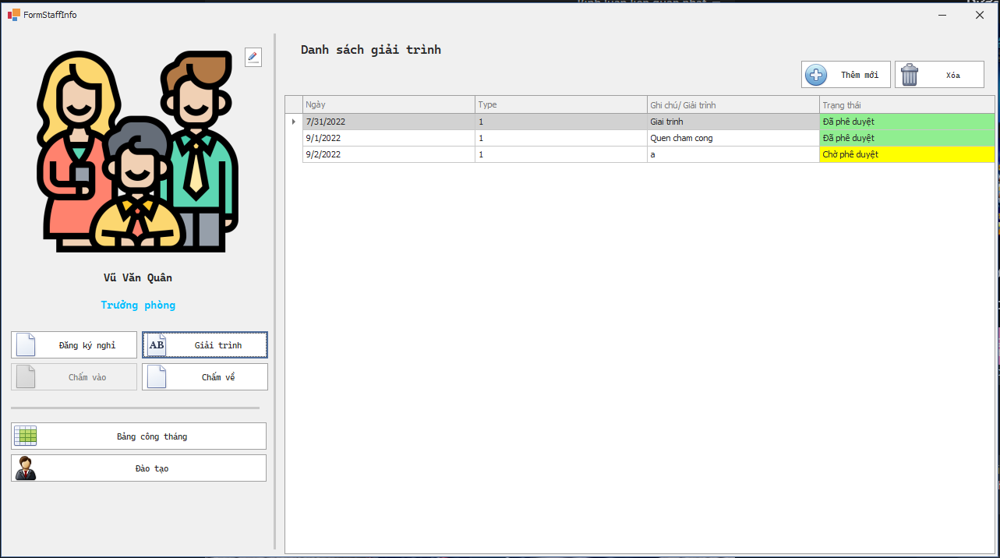 FormStaffInfo
Vũ Văn Quân
Trưởng phòng
Đăng ký nghỉ
AB Giải trình
Chấm vào
Chấm về
Bảng công tháng
Đào tạo
Danh sách giải trình
Thêm mới
Xóa
Ngày Type Ghi chú/ Giải trình Trạng thái
7/31/2022 1 Giai trinh Đã phê duyệt
9/1/2022 1 Quen cham cong Đã phê duyệt
9/2/2022 1 a Chờ phê duyệt